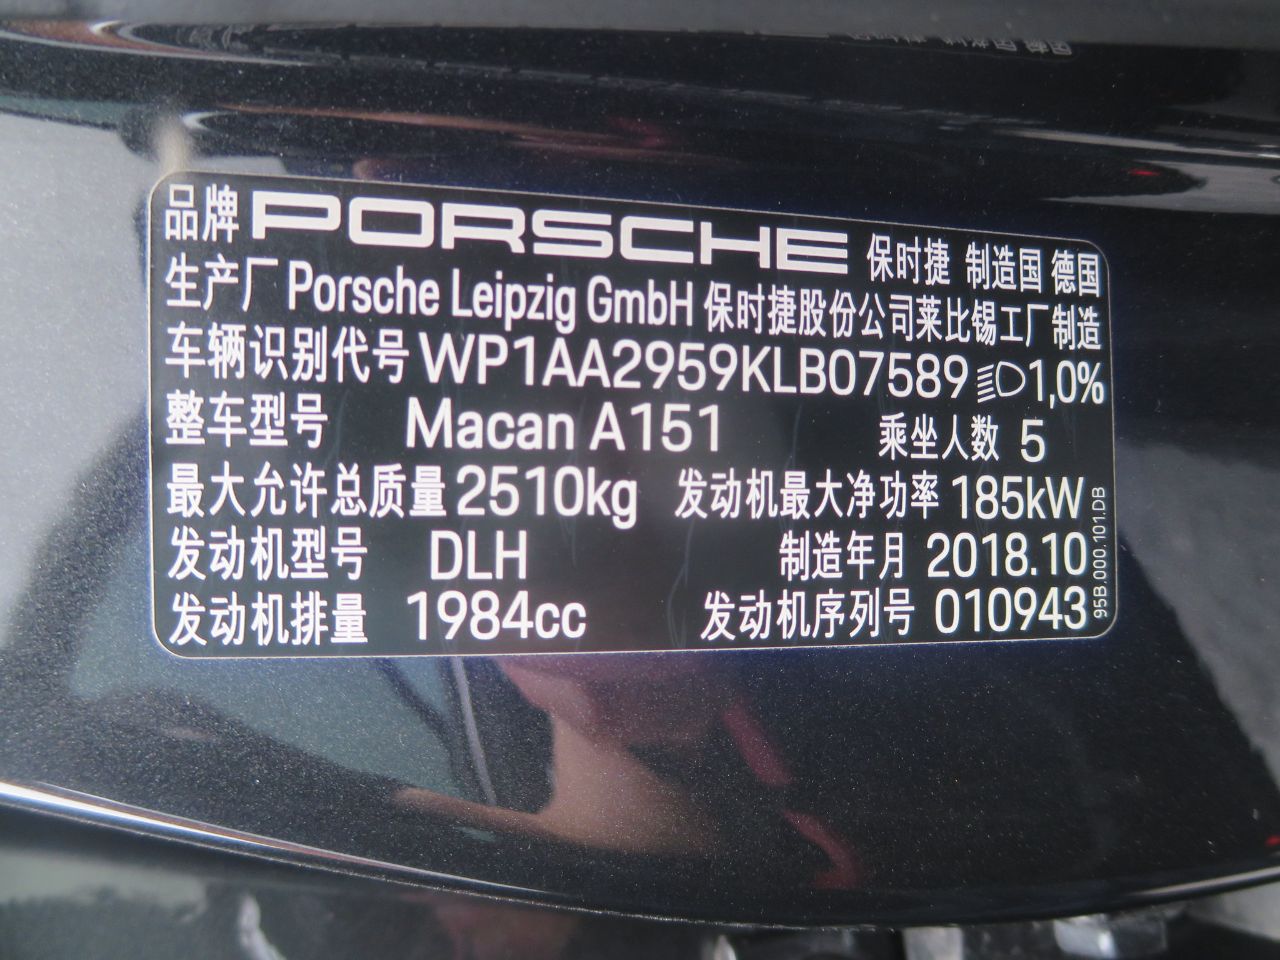 品牌 PORSCHE 保时捷 制造国 德国
生产厂 Porsche Leipzig GmbH 保时捷股份公司莱比锡工厂制造
车辆识别代号 WP1AA2959KLB07589 1,0%
整车型号 Macan A151 乘坐人数 5
最大允许总质量 2510kg 发动机最大净功率 185kW
发动机型号 DLH 制造年月 2018.10
发动机排量 1984cc 发动机序列号 010943
95B.000.101.DB